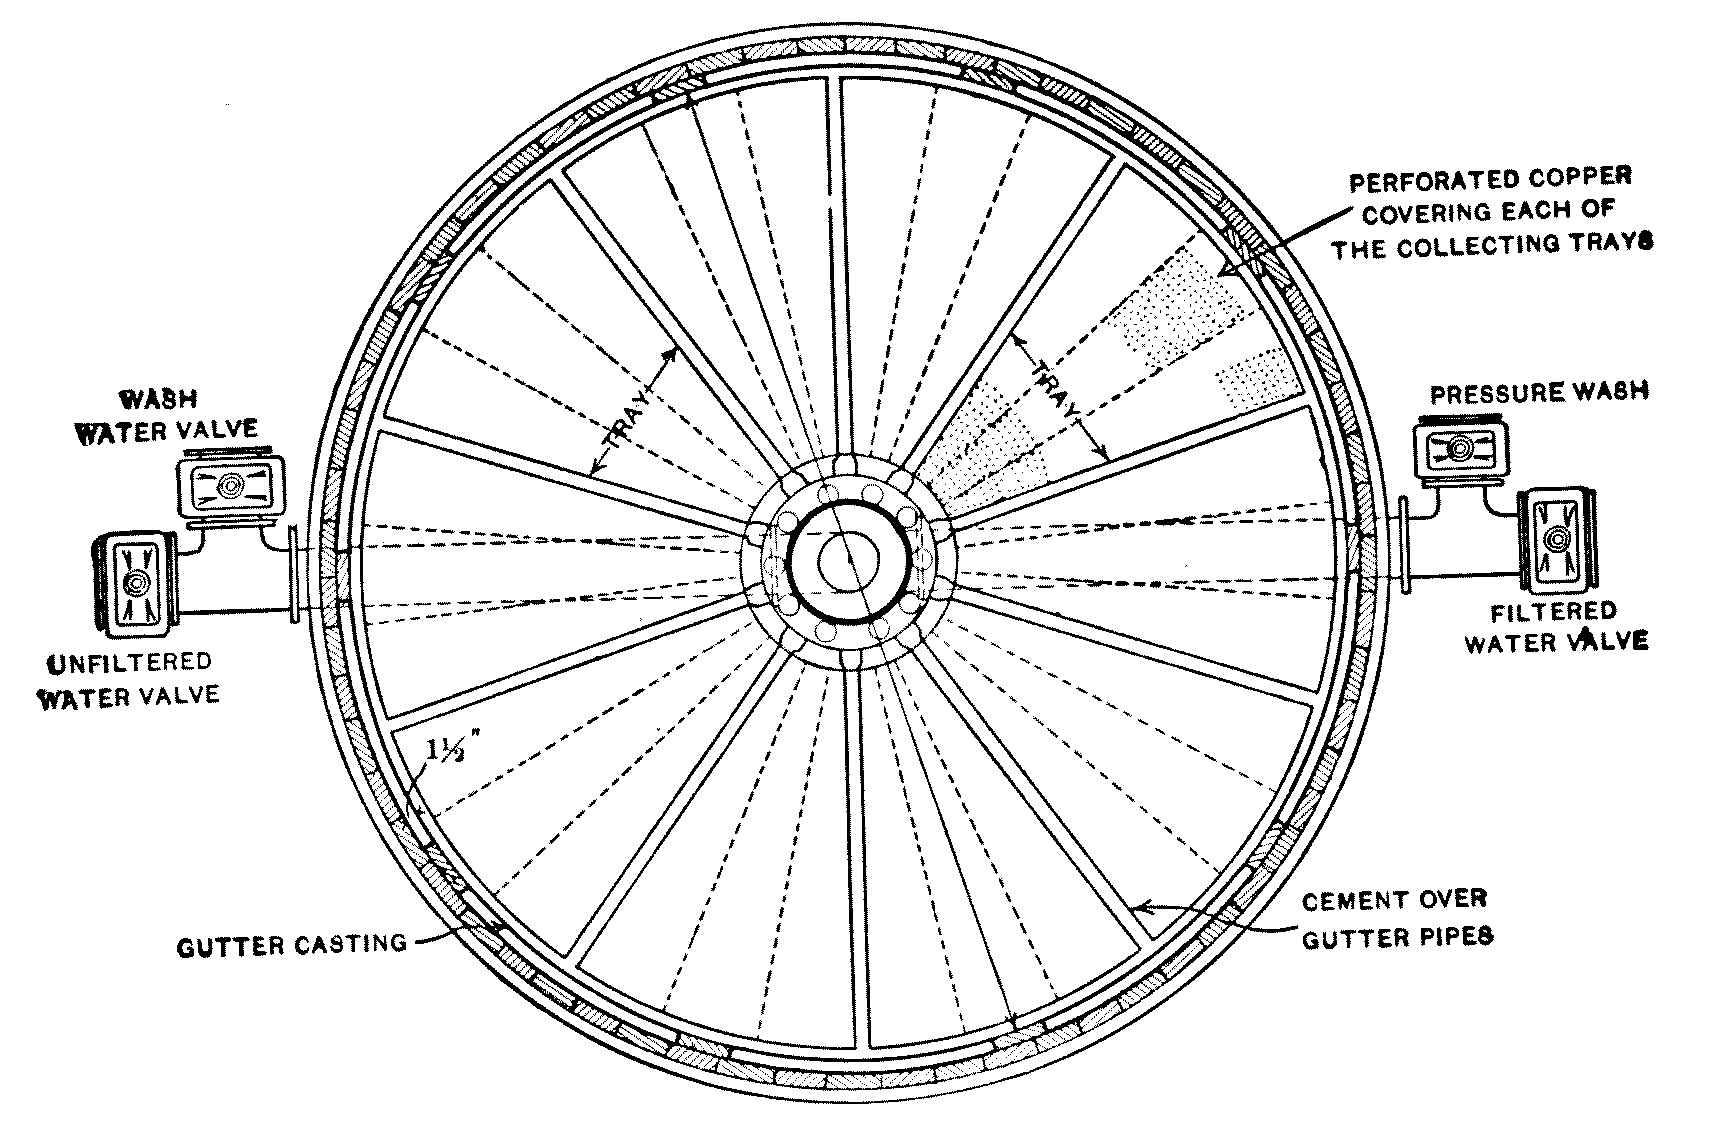 PERFORATED COPPER
COVERING EACH OF
THE COLLECTING TRAYS
WASH
WATER VALVE
TRAY
TRAY
PRESSURE WASH
UNFILTERED
WATER VALVE
FILTERED
WATER VALVE
1½"
GUTTER CASTING
CEMENT OVER
GUTTER PIPES